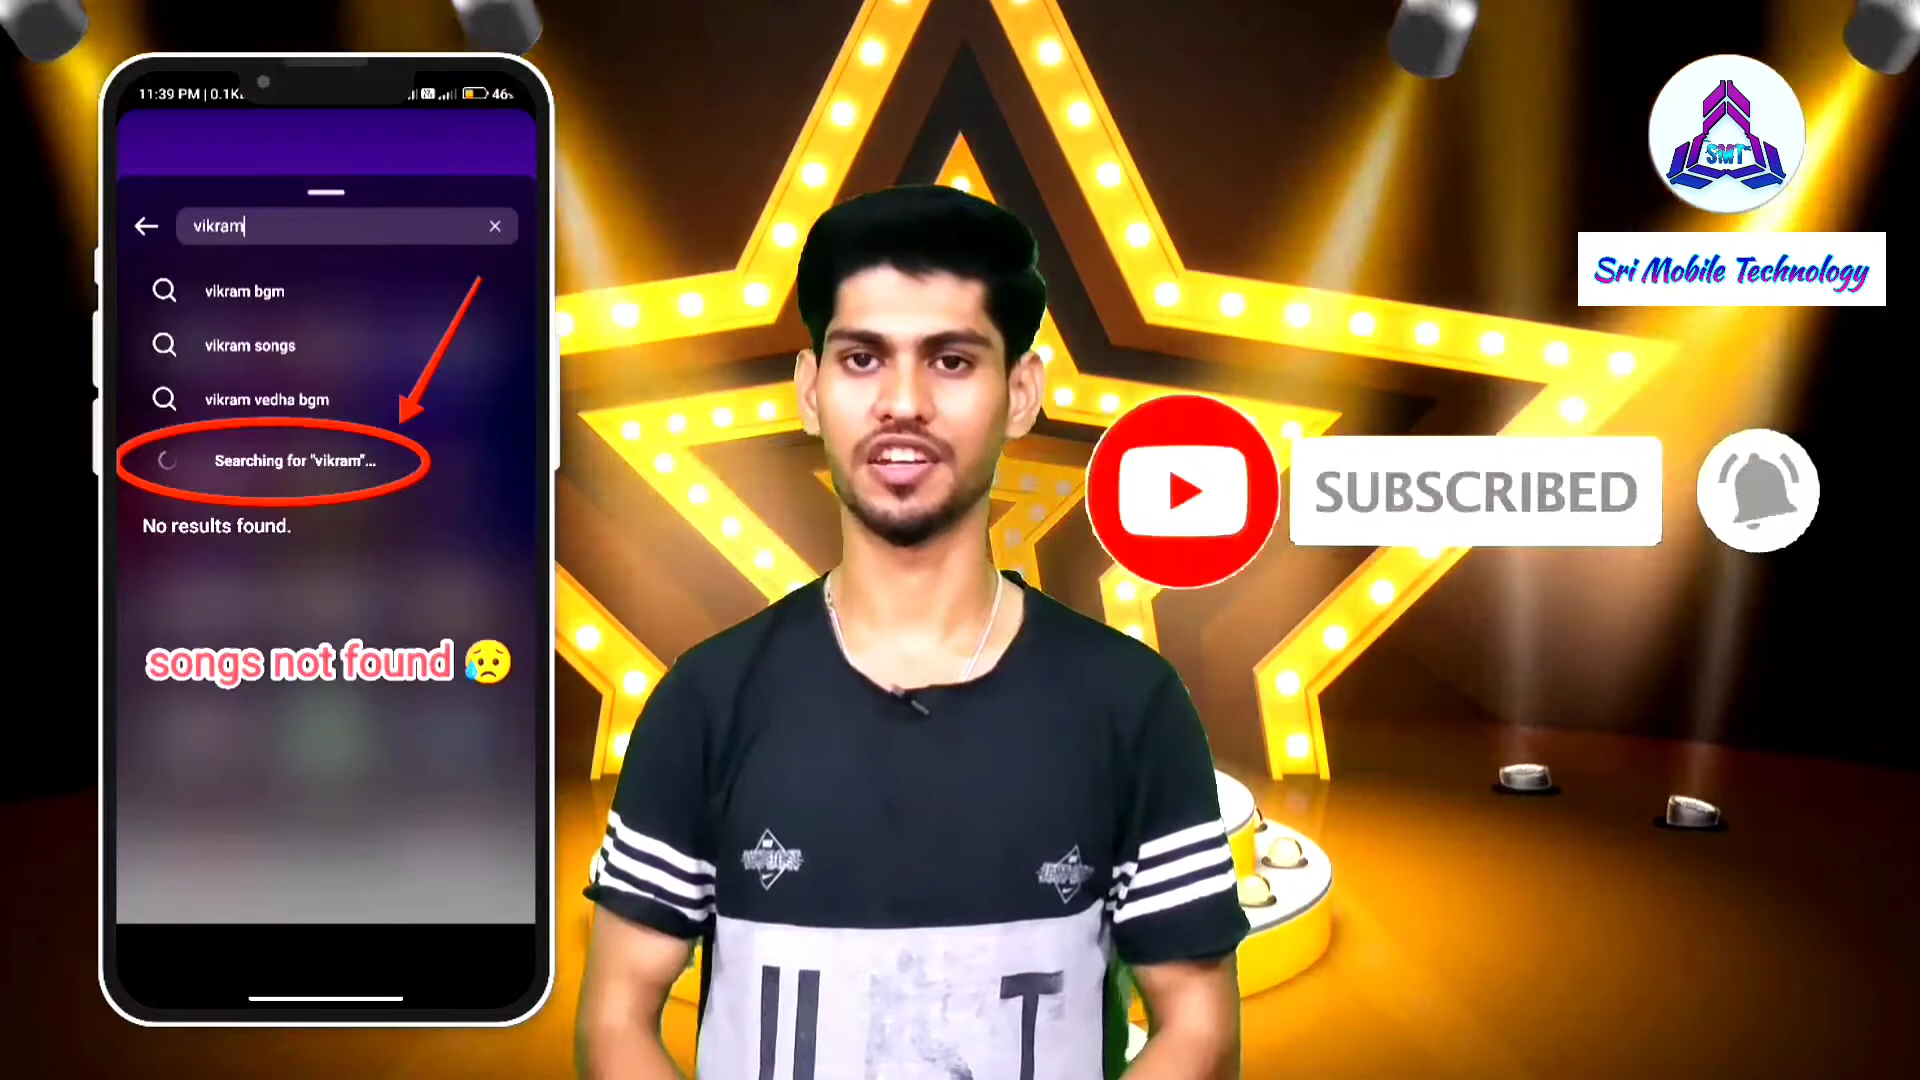 11:39 PM | 0.1K
46%
vikram
vikram bgm
vikram songs
vikram vedha bgm
Searching for "vikram"...
No results found.
songs not found 😥
SMT
Sri Mobile Technology
SUBSCRIBED